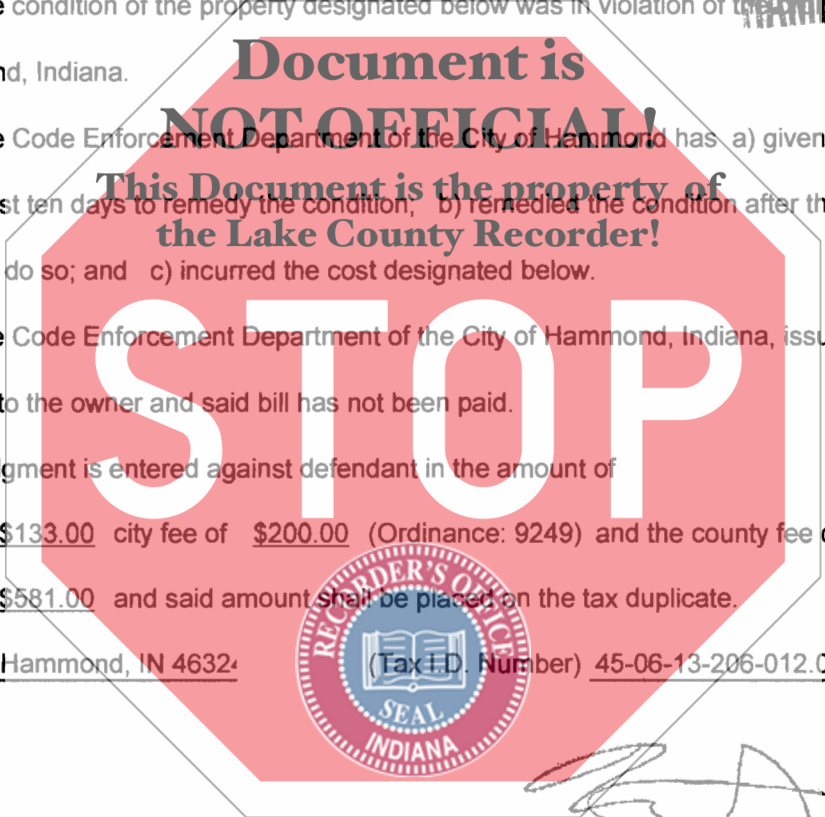 condition of the property designated below was in violation of
Document is
d, Indiana.
NOT OFFICIAL!
Code Enforcement Department of the City of Hammond has a) given
This Document is the property of
st ten days to remedy the condition; b) remedied the condition after th
the Lake County Recorder!
do so; and c) incurred the cost designated below.
STOP
Code Enforcement Department of the City of Hammond, Indiana, issu
to the owner and said bill has not been paid.
gment is entered against defendant in the amount of
$133.00 city fee of $200.00 (Ordinance: 9249) and the county fee
$581.00 and said amount shall be placed on the tax duplicate.
Hammond, IN 4632 (Tax I.D. Number) 45-06-13-206-012.0
RECORDER'S OFFICE
SEAL
INDIANA